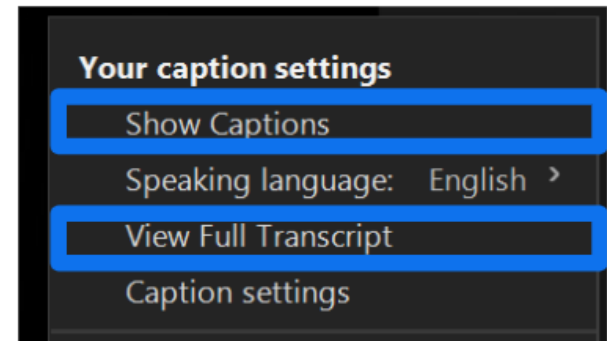 Your caption settings
Show Captions
Speaking language: English >
View Full Transcript
Caption settings